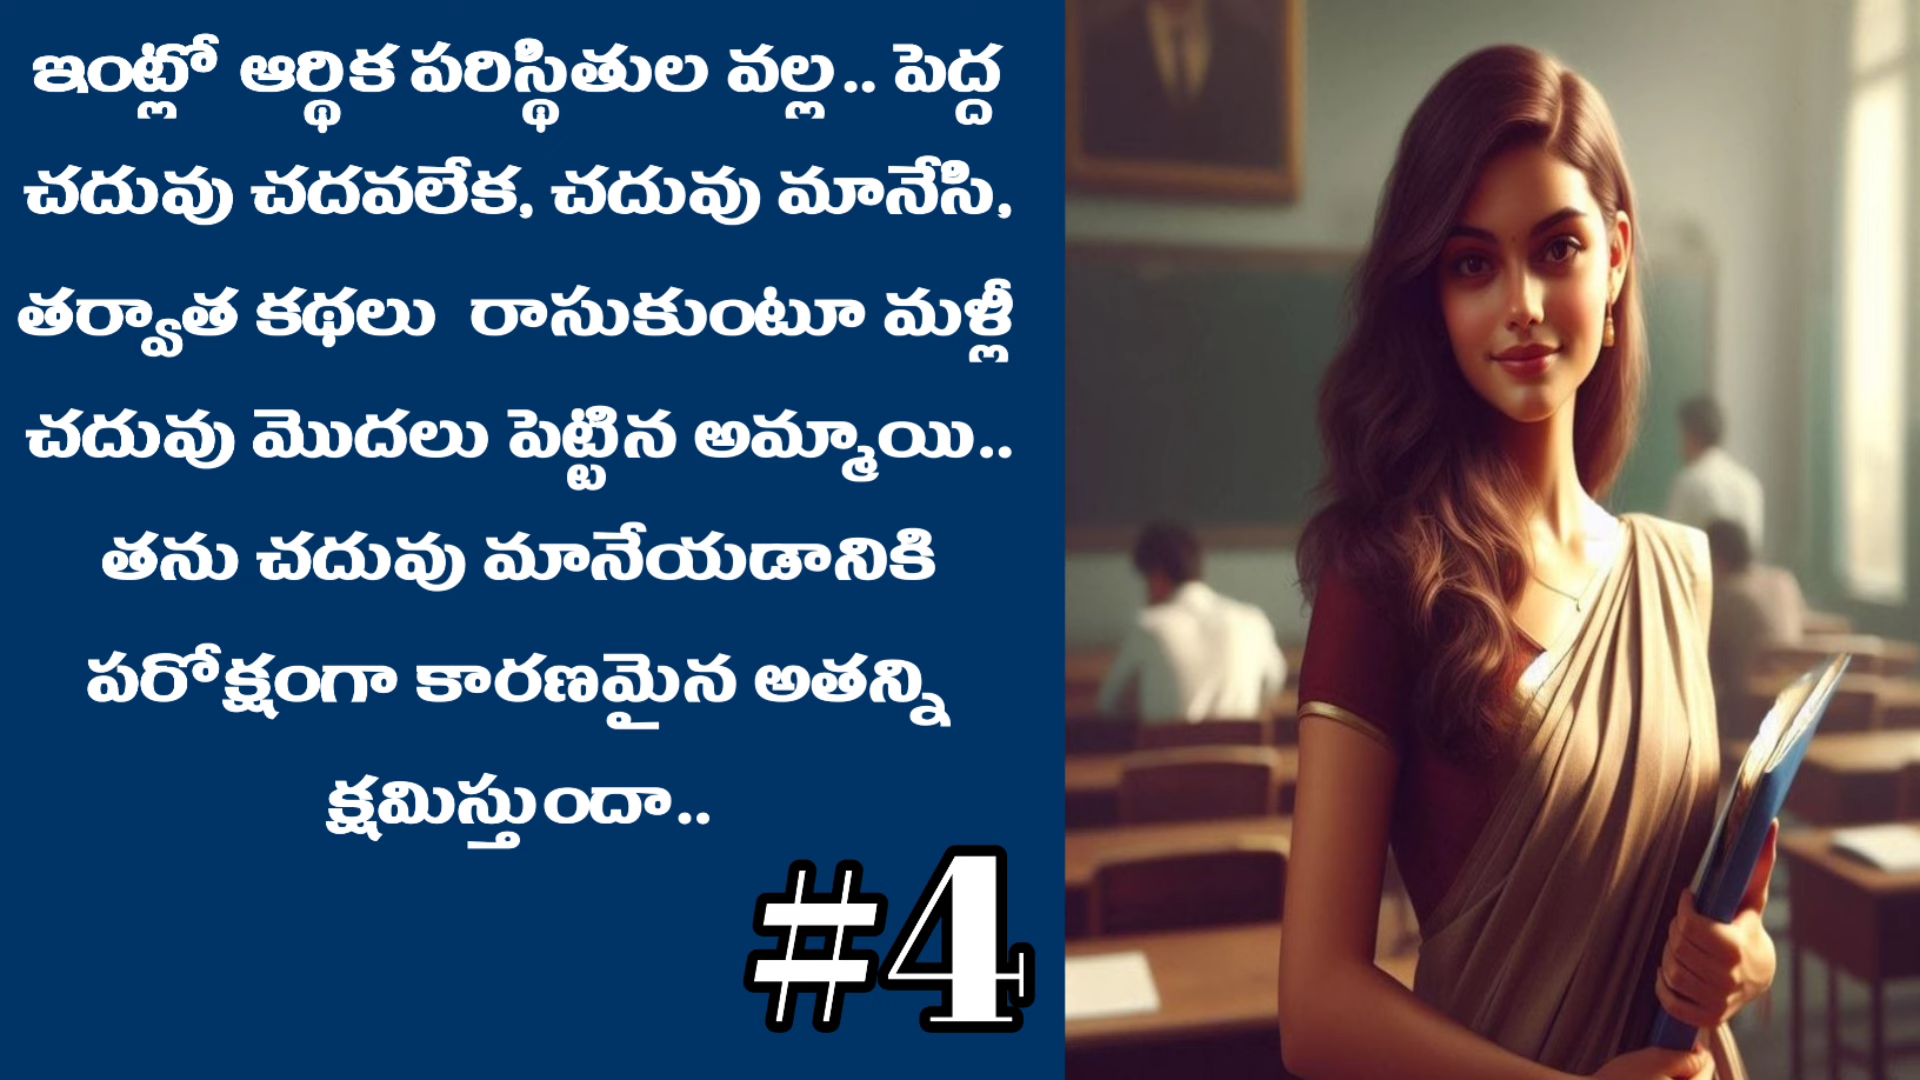 ఇంట్లో ఆర్థిక పరిస్థితుల వల్ల.. పెద్ద
చదువు చదవలేక, చదువు మానేసి,
తర్వాత కథలు రాసుకుంటూ మళ్లీ
చదువు మొదలు పెట్టిన అమ్మాయి..
తను చదువు మానేయడానికి
పరోక్షంగా కారణమైన అతన్ని
క్షమిస్తుందా..
#4